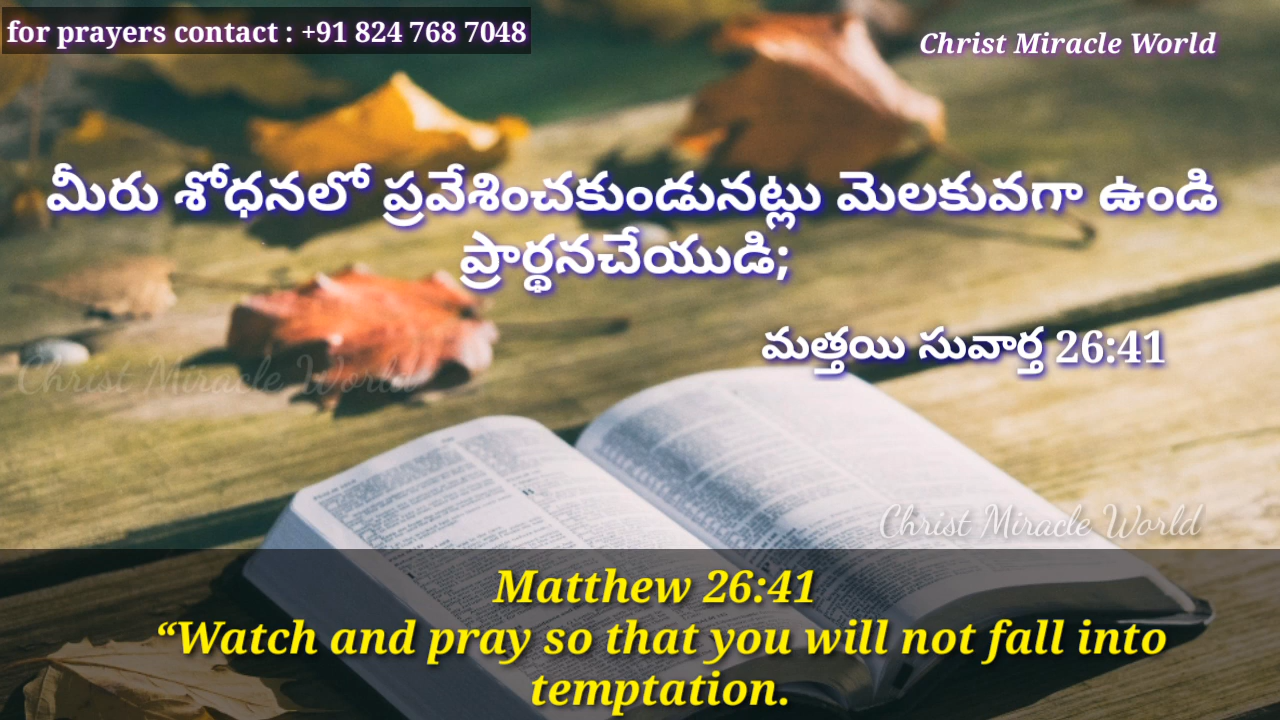 for prayers contact : +91 824 768 7048
Christ Miracle World
మీరు శోధనలో ప్రవేశించకుండునట్లు మెలకువగా ఉండి
ప్రార్థనచేయుడి;
మత్తయి సువార్త 26:41
Christ Miracle World
Christ Miracle World
Matthew 26:41
“Watch and pray so that you will not fall into
temptation.